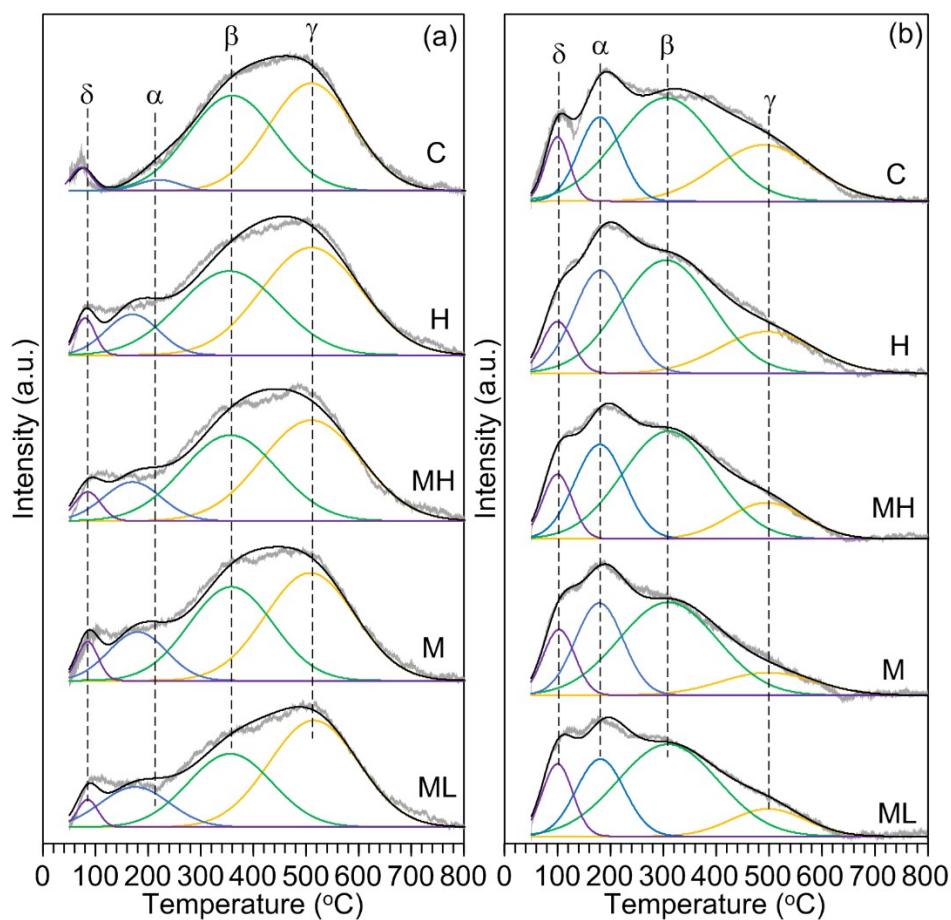 (a)
δ α β γ
C
H
MH
M
ML
Intensity (a.u.)
0 100 200 300 400 500 600 700 800
Temperature (°C)
(b)
δ α β γ
C
H
MH
M
ML
Intensity (a.u.)
0 100 200 300 400 500 600 700 800
Temperature (°C)